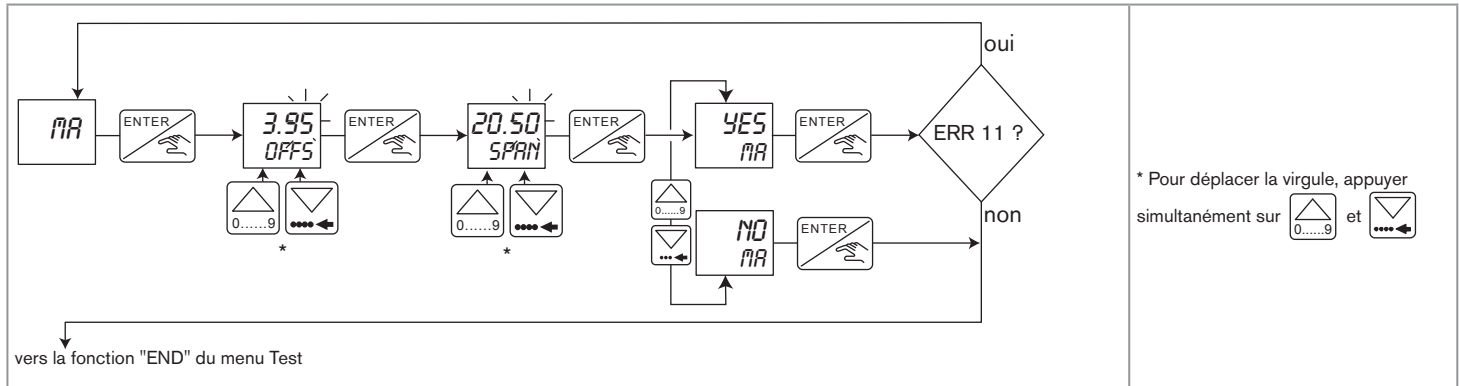 oui
MA
ENTER
3.95
OFFS
0......9
*
ENTER
20.50
SPAN
0......9
*
ENTER
YES
MA
ENTER
ERR 11 ?
0......9
NO
MA
ENTER
non
vers la fonction "END" du menu Test
* Pour déplacer la virgule, appuyer
simultanément sur 0......9 et